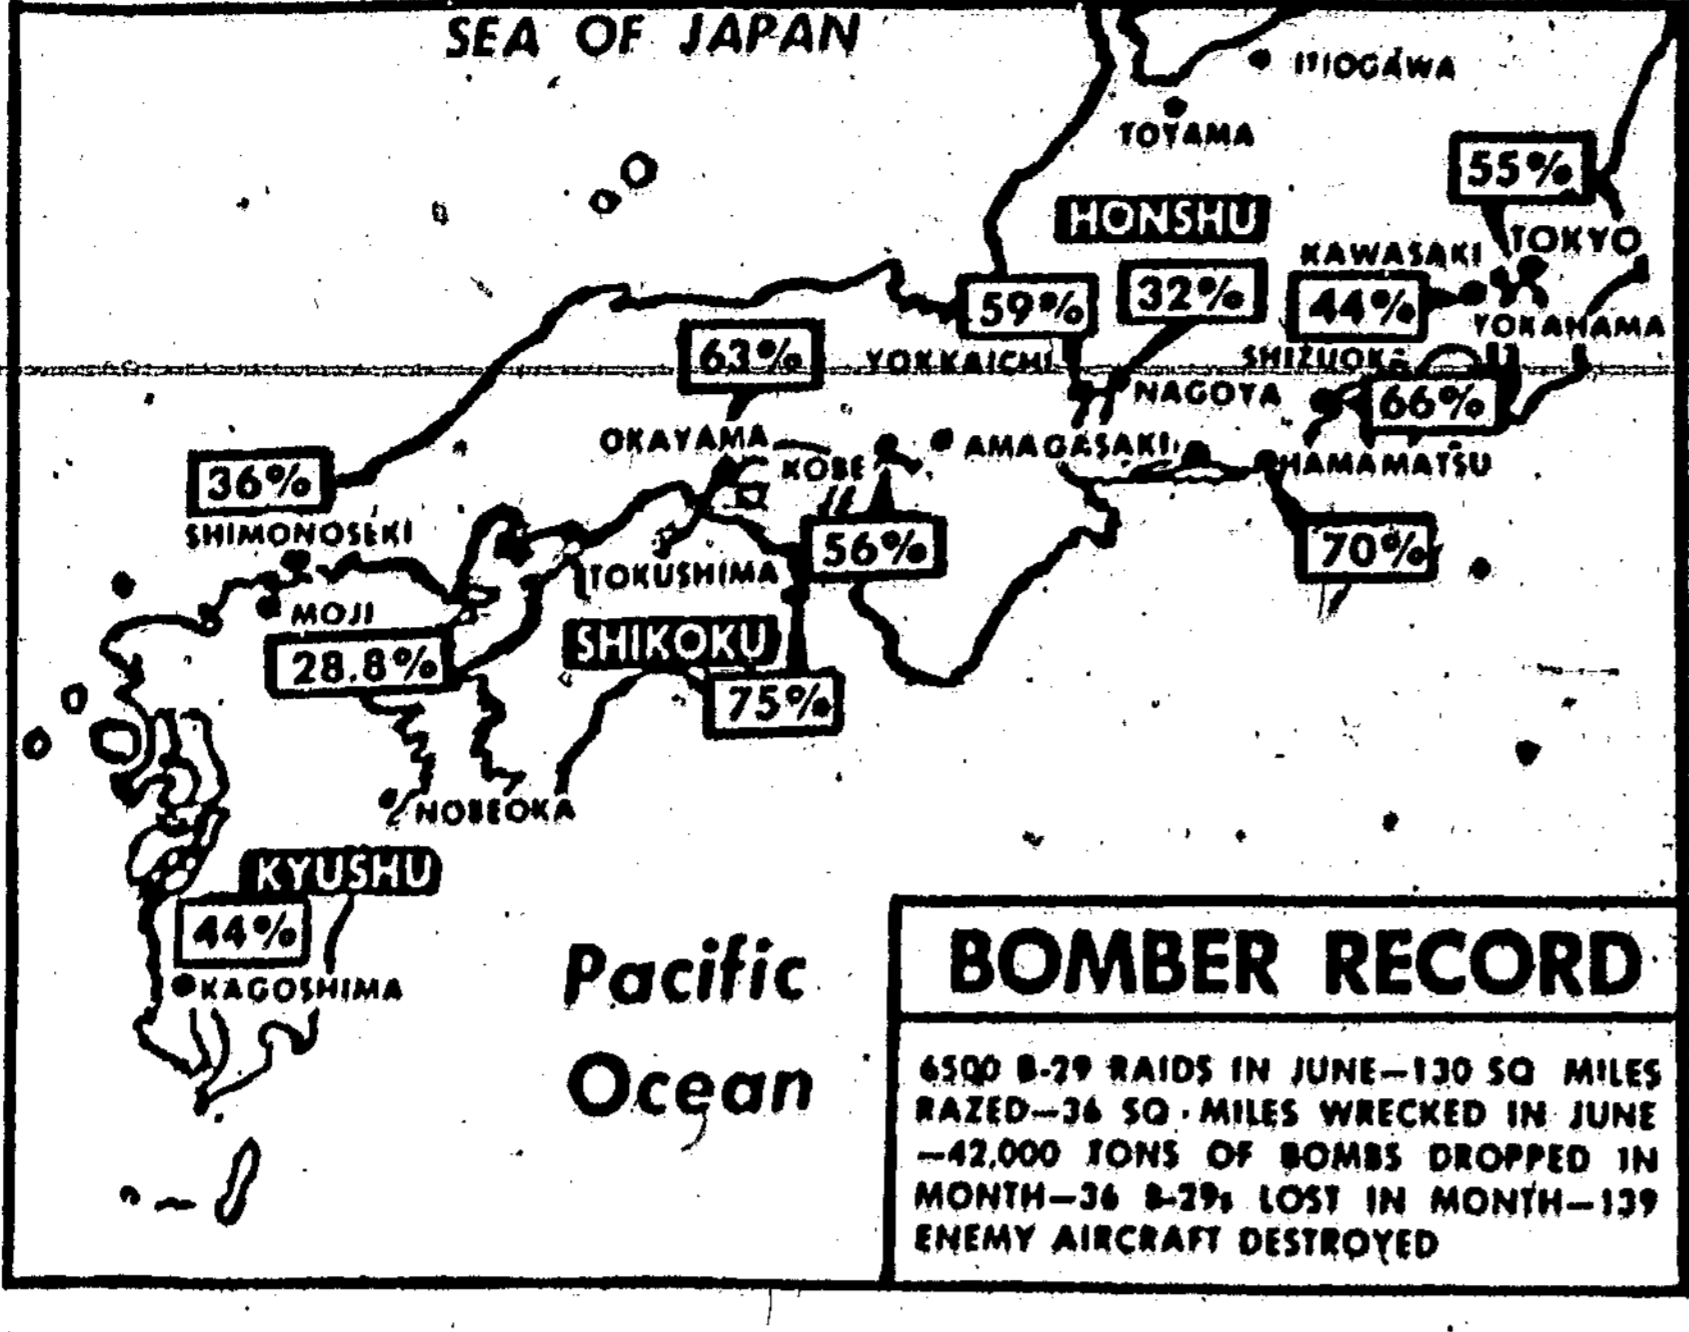 SEA OF JAPAN
ITIOGAWA
TOYAMA
55%
HONSHU
TOKYO
KAWASAKI
59%
32%
44%
YOKAHAMA
63%
YOKKAICHI
NAGOYA
66%
OKAYAMA
KOBE
AMAGASAKI
HAMAMATSU
36%
SHIMONOSEKI
56%
70%
TOKUSHIMA
MOJI
SHIKOKU
28.8%
75%
NOBEOKA
KYUSHU
44%
KAGOSHIMA
Pacific
Ocean
BOMBER RECORD
6500 B-29 RAIDS IN JUNE—130 SQ MILES
RAZED—36 SQ. MILES WRECKED IN JUNE
—42,000 TONS OF BOMBS DROPPED IN
MONTH—36 B-29s LOST IN MONTH—139
ENEMY AIRCRAFT DESTROYED